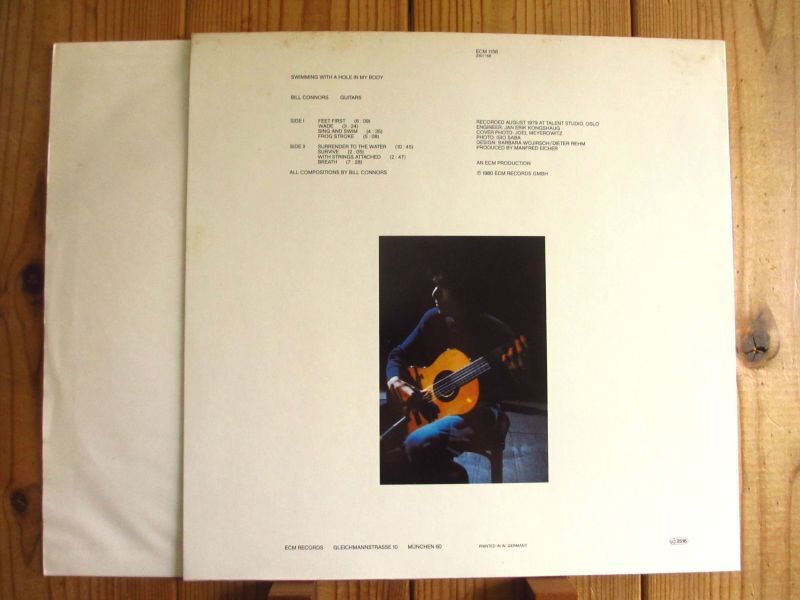 ECM 1158
2301 158
SWIMMING WITH A HOLE IN MY BODY
BILL CONNORS GUITARS
SIDE I FEET FIRST (6:09)
WADE (3:24)
SING AND SWIM (4:35)
FROG STROKE (5:08)
SIDE II SURRENDER TO THE WATER (10:45)
SURVIVE (2:05)
WITH STRINGS ATTACHED (2:47)
BREATH (7:28)
ALL COMPOSITIONS BY BILL CONNORS
RECORDED AUGUST 1979 AT TALENT STUDIO, OSLO
ENGINEER: JAN ERIK KONGSHAUG
COVER PHOTO: JOEL MEYEROWITZ
PHOTO: ISIO SABA
DESIGN: BARBARA WOJIRSCH/DIETER REHM
PRODUCED BY MANFRED EICHER
AN ECM PRODUCTION
℗ 1980 ECM RECORDS GMBH
ECM RECORDS GLEICHMANNSTRASSE 10 MÜNCHEN 60 PRINTED IN W. GERMANY